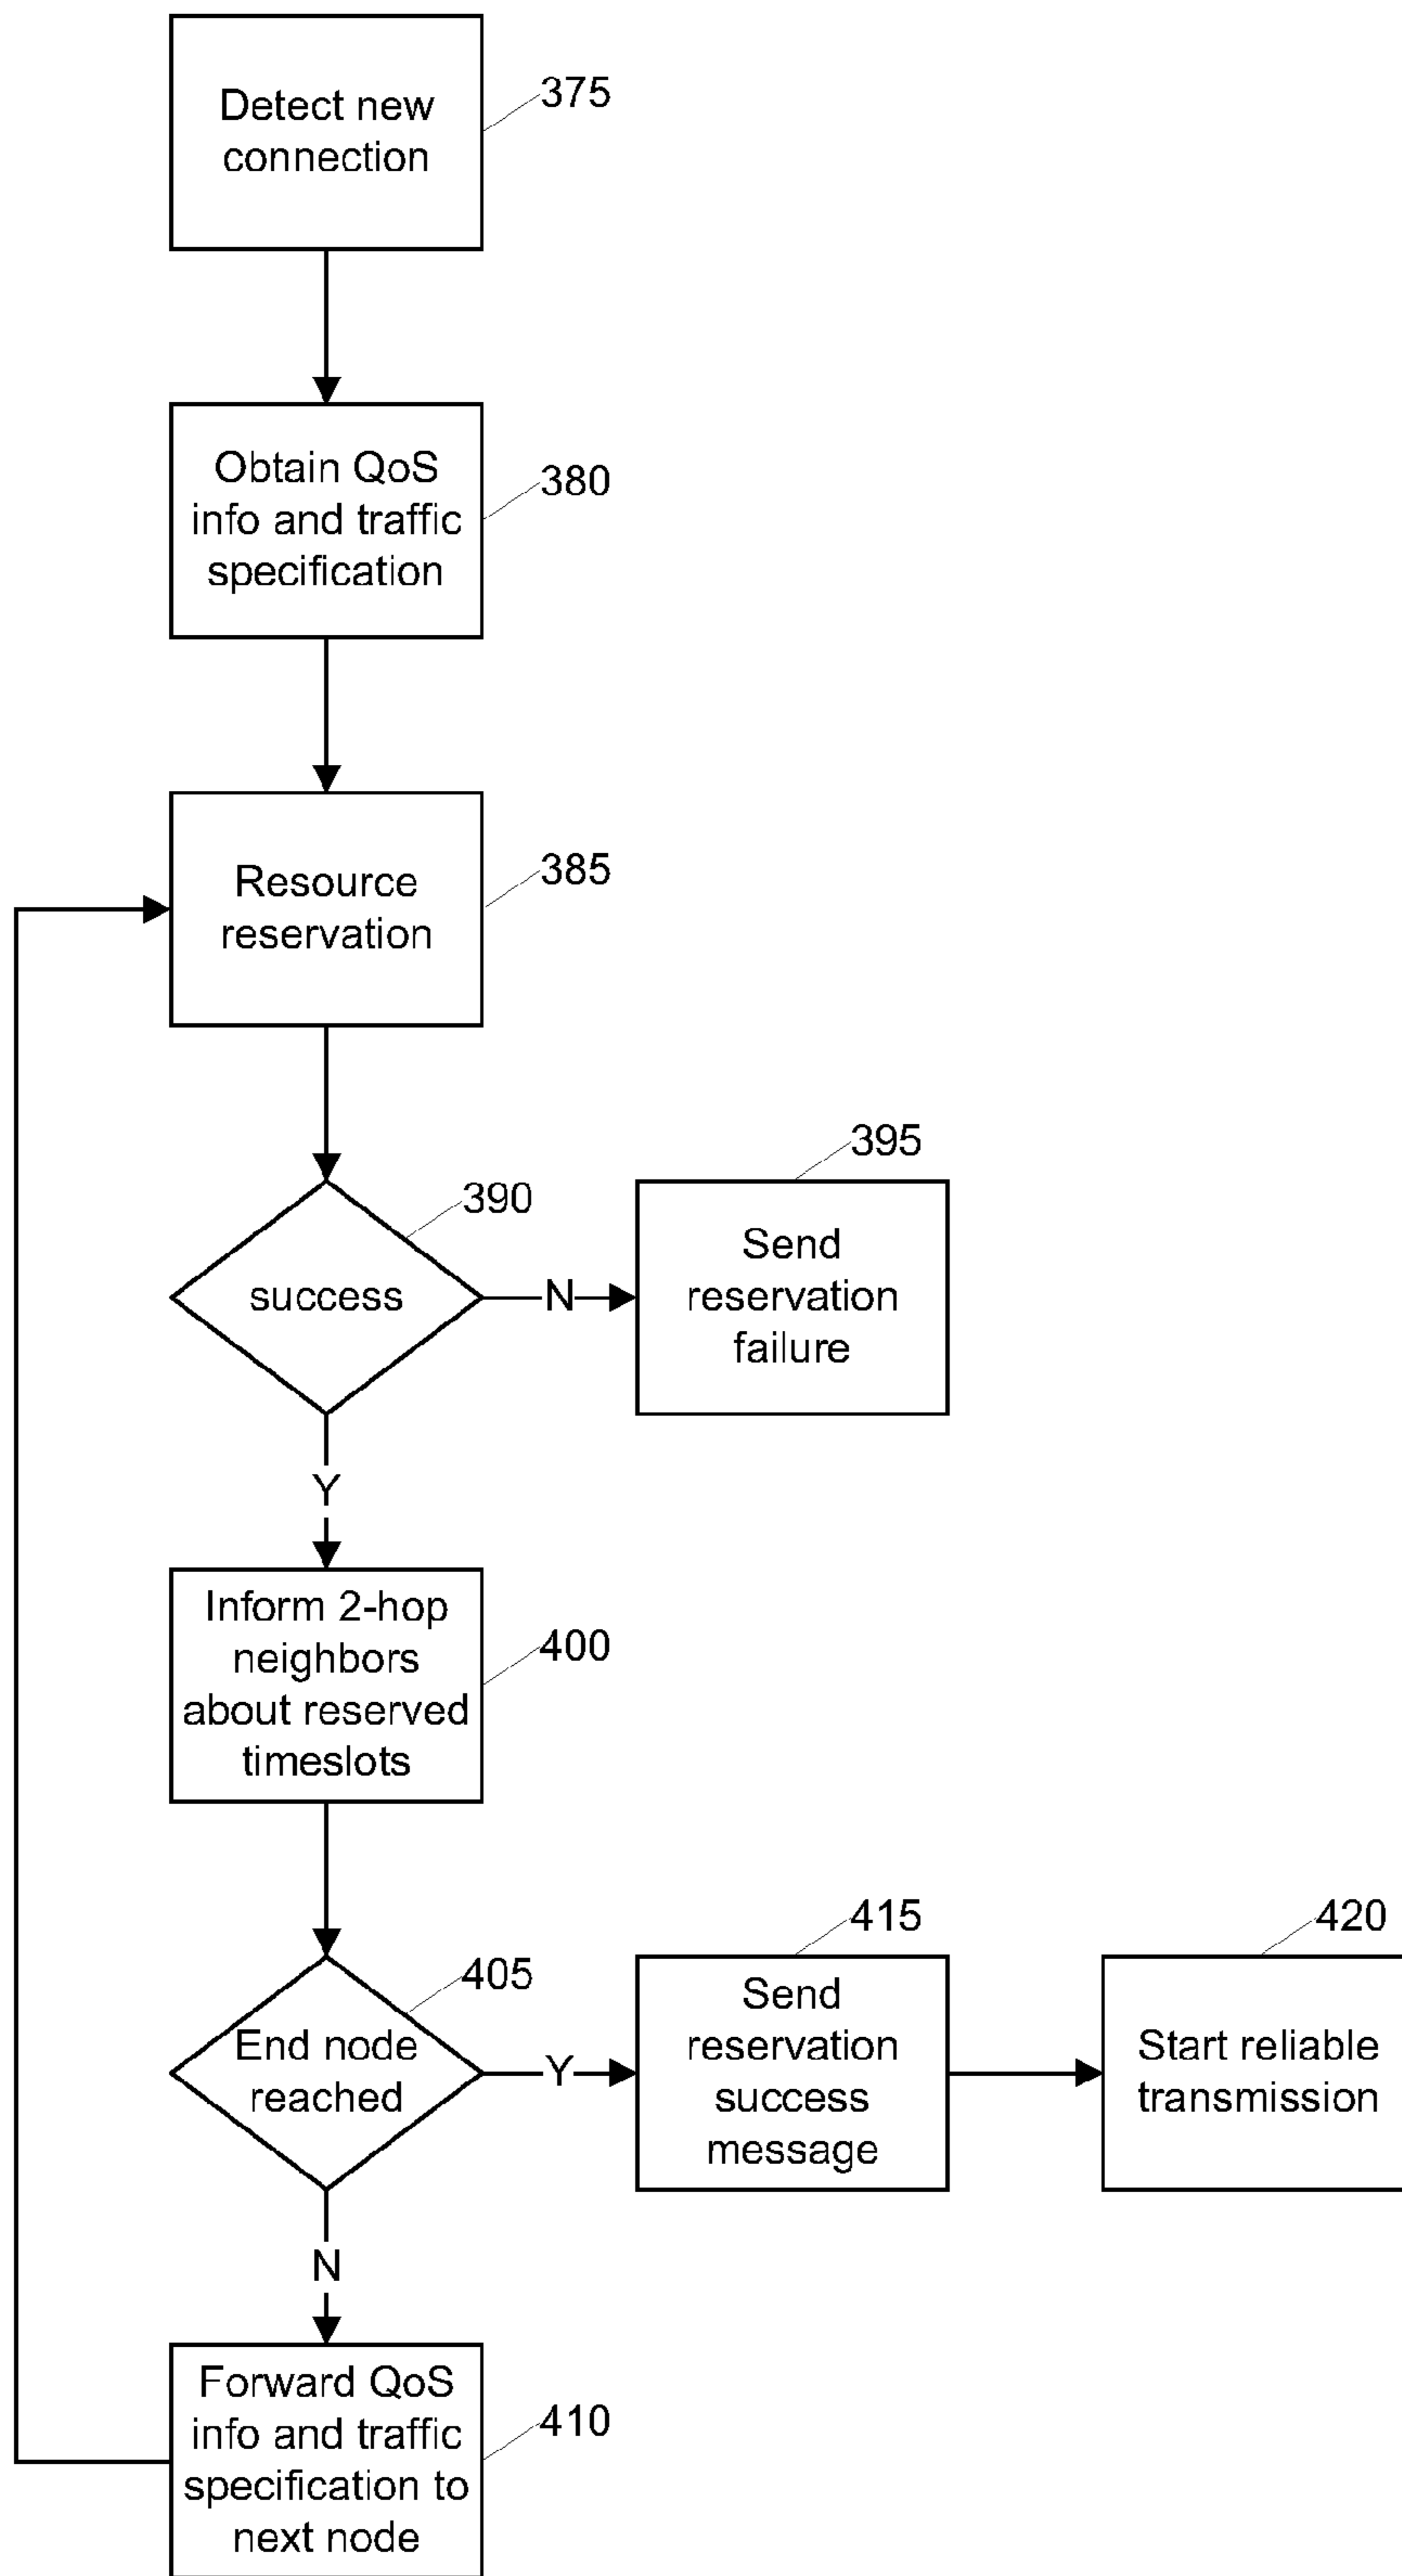 Detect new
connection
375
Obtain QoS
info and traffic
specification
380
Resource
reservation
385
success
390
N
Send
reservation
failure
395
Y
Inform 2-hop
neighbors
about reserved
timeslots
400
End node
reached
405
Y
Send
reservation
success
message
415
Start reliable
transmission
420
N
Forward QoS
info and traffic
specification to
next node
410